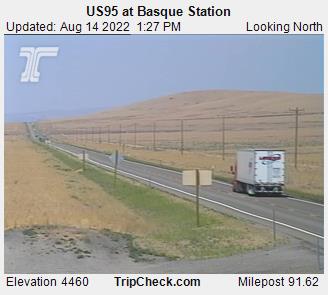 US95 at Basque Station
Updated: Aug 14 2022 1:27 PM Looking North
Elevation 4460 TripCheck.com Milepost 91.62